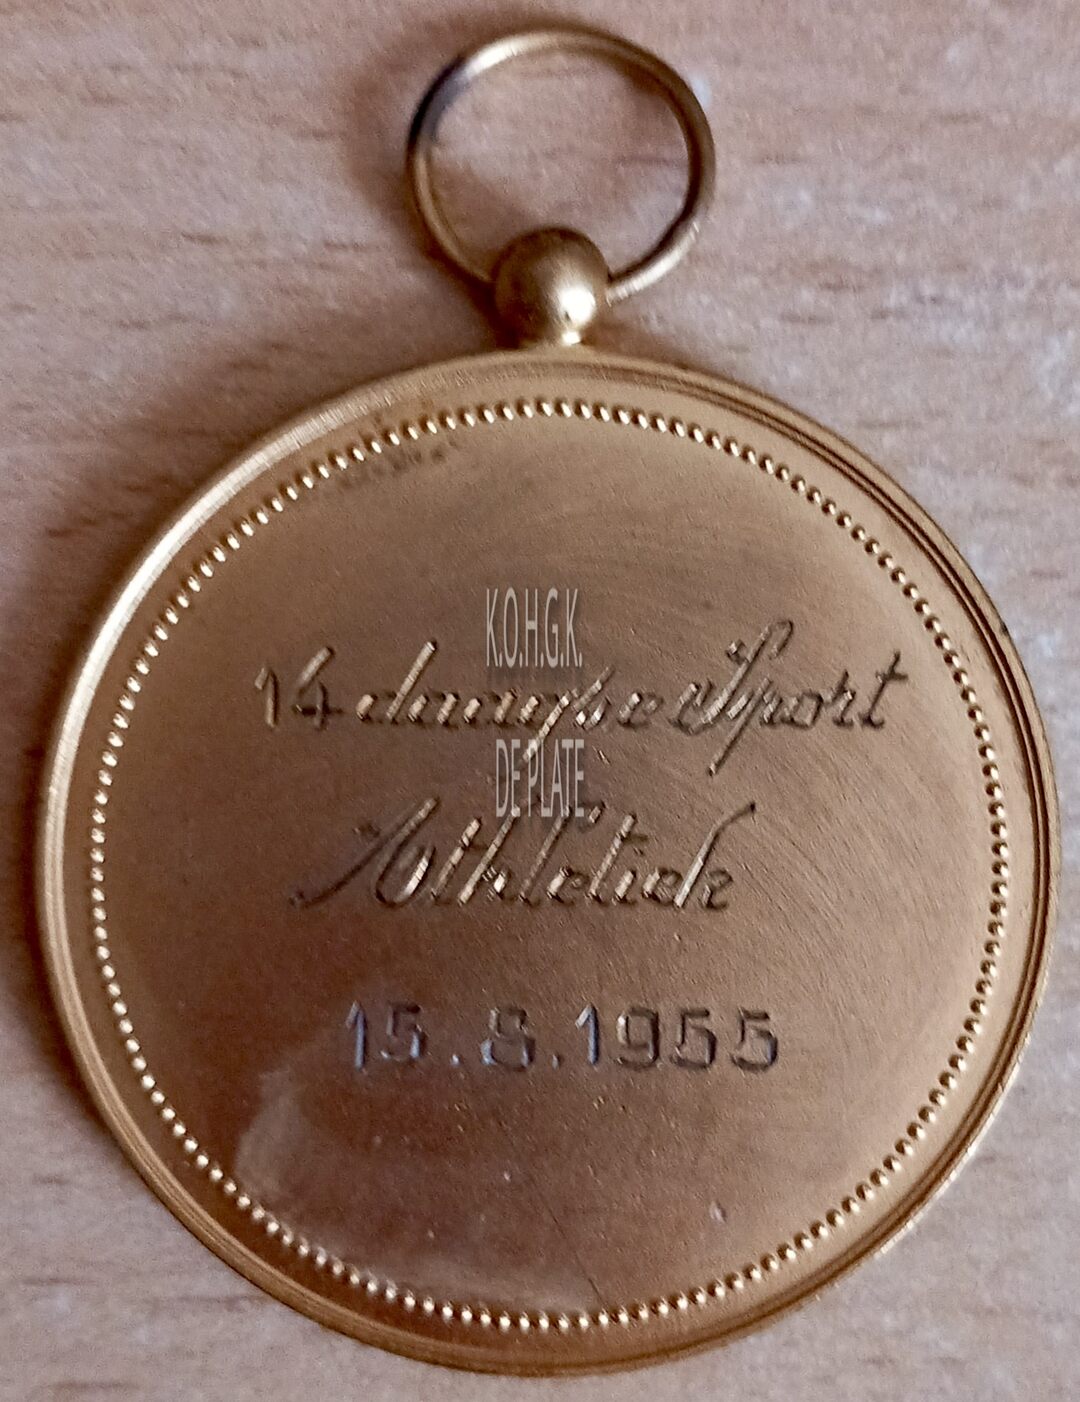 K.O.H.G.K.
14 daagse Sport
DE PLATE
Athletiek
15.8.1955